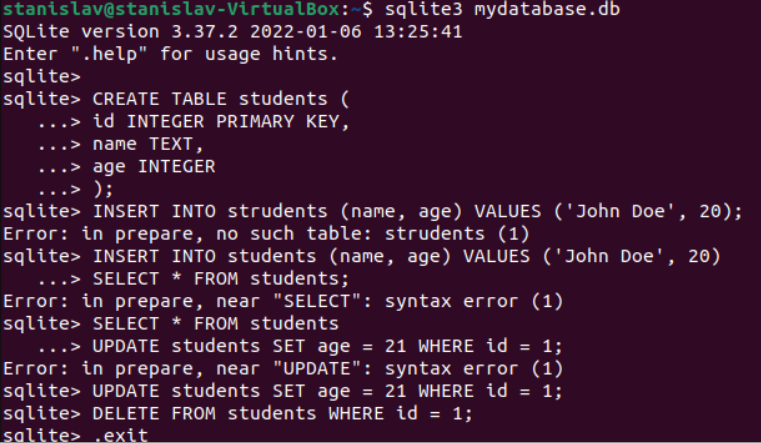 stanislav@stanislav-VirtualBox:~$ sqlite3 mydatabase.db
SQLite version 3.37.2 2022-01-06 13:25:41
Enter ".help" for usage hints.
sqlite>
sqlite> CREATE TABLE students (
   ...> id INTEGER PRIMARY KEY,
   ...> name TEXT,
   ...> age INTEGER
   ...> );
sqlite> INSERT INTO strudents (name, age) VALUES ('John Doe', 20);
Error: in prepare, no such table: strudents (1)
sqlite> INSERT INTO students (name, age) VALUES ('John Doe', 20)
   ...> SELECT * FROM students;
Error: in prepare, near "SELECT": syntax error (1)
sqlite> SELECT * FROM students
   ...> UPDATE students SET age = 21 WHERE id = 1;
Error: in prepare, near "UPDATE": syntax error (1)
sqlite> UPDATE students SET age = 21 WHERE id = 1;
sqlite> DELETE FROM students WHERE id = 1;
sqlite> .exit